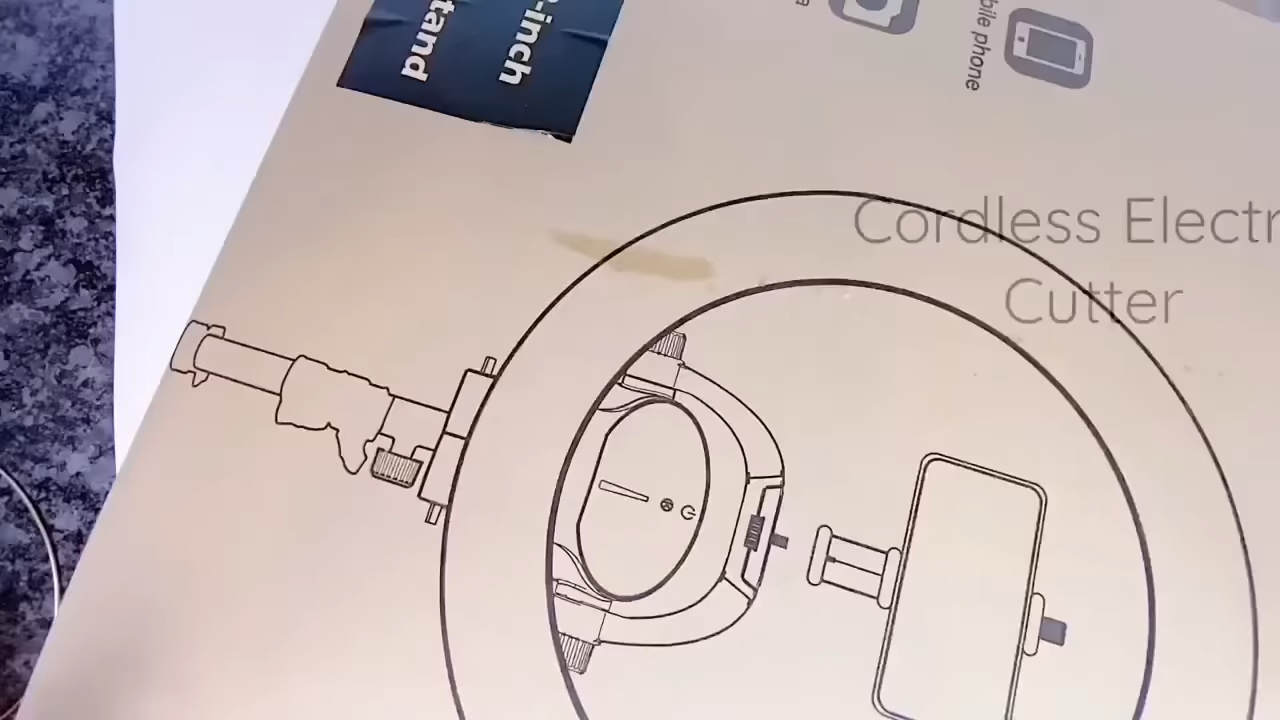 -inch
tand
bile phone
Cordless Electr
Cutter